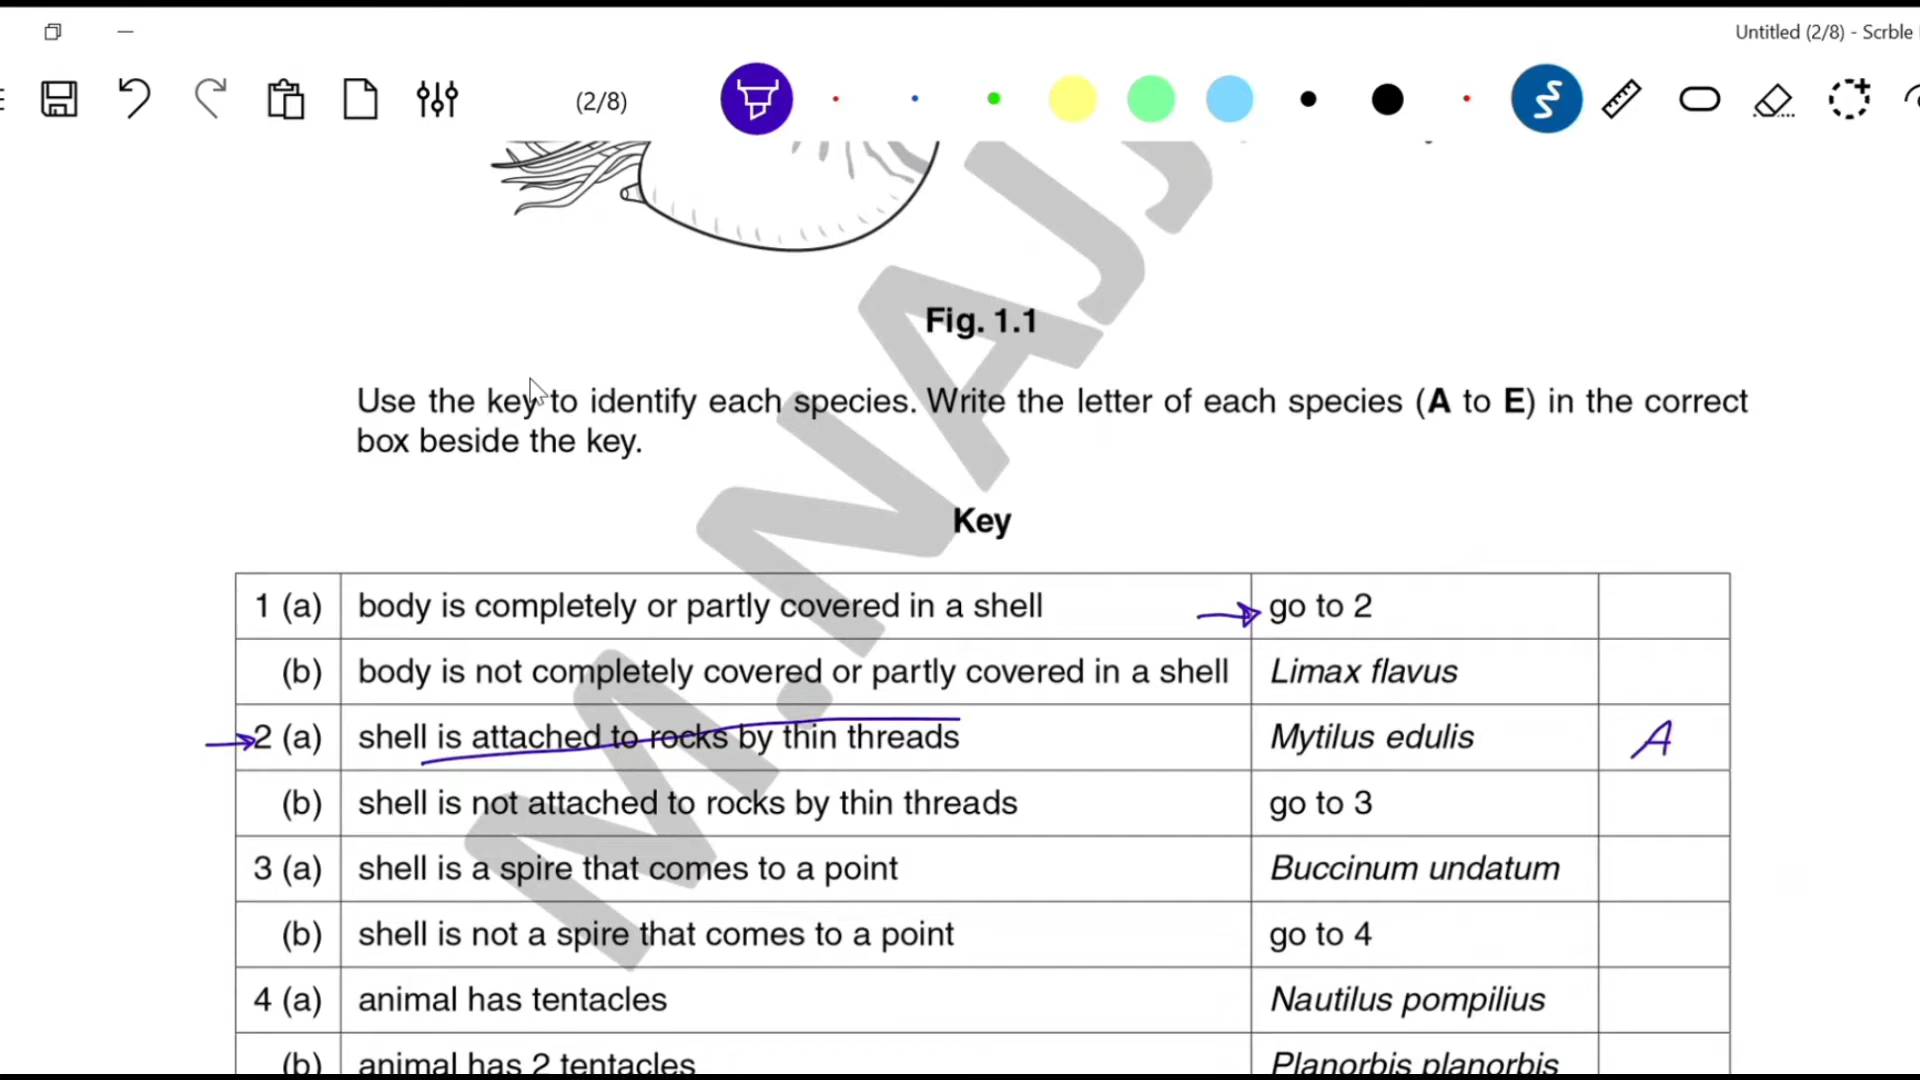 Untitled (2/8) - Scrble
(2/8)
Fig. 1.1
Use the key to identify each species. Write the letter of each species (A to E) in the correct
box beside the key.
Key
1 (a) body is completely or partly covered in a shell go to 2
(b) body is not completely covered or partly covered in a shell Limax flavus
2 (a) shell is attached to rocks by thin threads Mytilus edulis A
(b) shell is not attached to rocks by thin threads go to 3
3 (a) shell is a spire that comes to a point Buccinum undatum
(b) shell is not a spire that comes to a point go to 4
4 (a) animal has tentacles Nautilus pompilius
(b) animal has 2 tentacles Planorbis planorbis
M.NAJ